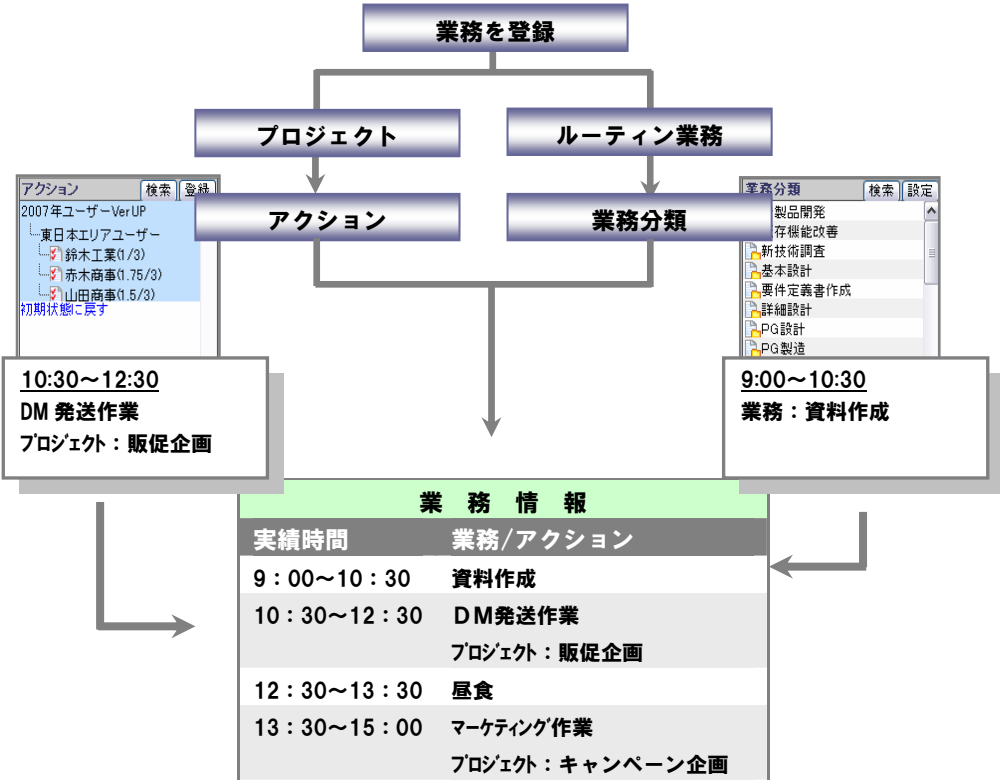 業務を登録
プロジェクト
ルーティン業務
アクション
業務分類
アクション 検索 登録
2007年ユーザーVerUP
東日本エリアユーザー
鈴木工業(1/3)
赤木商事(1.75/3)
山田商事(1.5/3)
初期状態に戻す
業務分類 検索 設定
製品開発
存機能改善
新技術調査
基本設計
要件定義書作成
詳細設計
PG設計
PG製造
10:30～12:30
DM発送作業
ﾌﾟﾛｼﾞｪｸﾄ：販促企画
9:00～10:30
業務：資料作成
業 務 情 報
実績時間 業務/アクション
9：00～10：30 資料作成
10：30～12：30 ＤＭ発送作業
ﾌﾟﾛｼﾞｪｸﾄ：販促企画
12：30～13：30 昼食
13：30～15：00 ﾏｰｹﾃｨﾝｸﾞ作業
ﾌﾟﾛｼﾞｪｸﾄ：キャンペーン企画